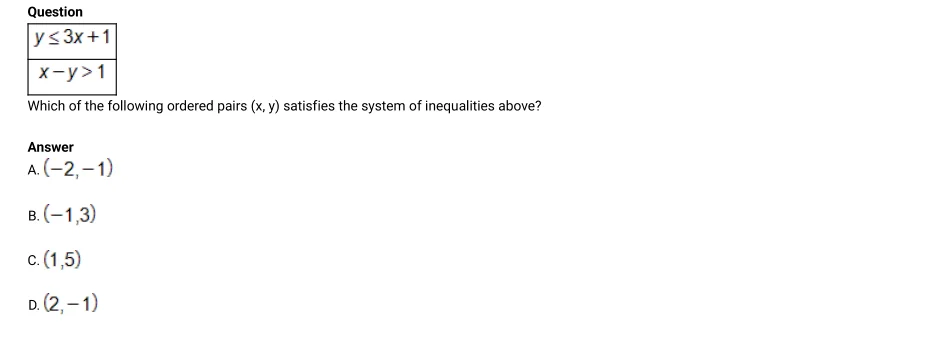 Question
y ≤ 3x + 1
x − y > 1
Which of the following ordered pairs (x, y) satisfies the system of inequalities above?
Answer
A. (−2, − 1)
B. (−1,3)
C. (1,5)
D. (2, − 1)